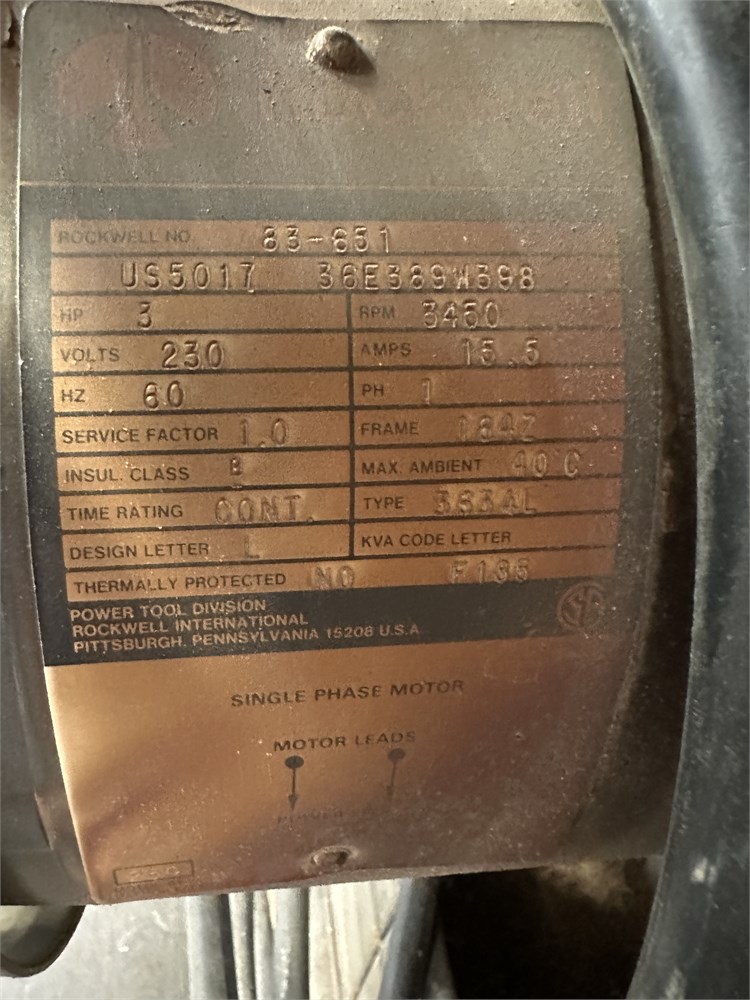 ROCKWELL NO. 83-651
US5017 36E389W398
HP 3 RPM 3450
VOLTS 230 AMPS 15.5
HZ 60 PH 1
SERVICE FACTOR 1.0 FRAME
INSUL. CLASS B MAX. AMBIENT 40°C
TIME RATING CONT. TYPE
DESIGN LETTER L KVA CODE LETTER
THERMALLY PROTECTED NO
POWER TOOL DIVISION
ROCKWELL INTERNATIONAL
PITTSBURGH, PENNSYLVANIA 15208 U.S.A.
SINGLE PHASE MOTOR
MOTOR LEADS